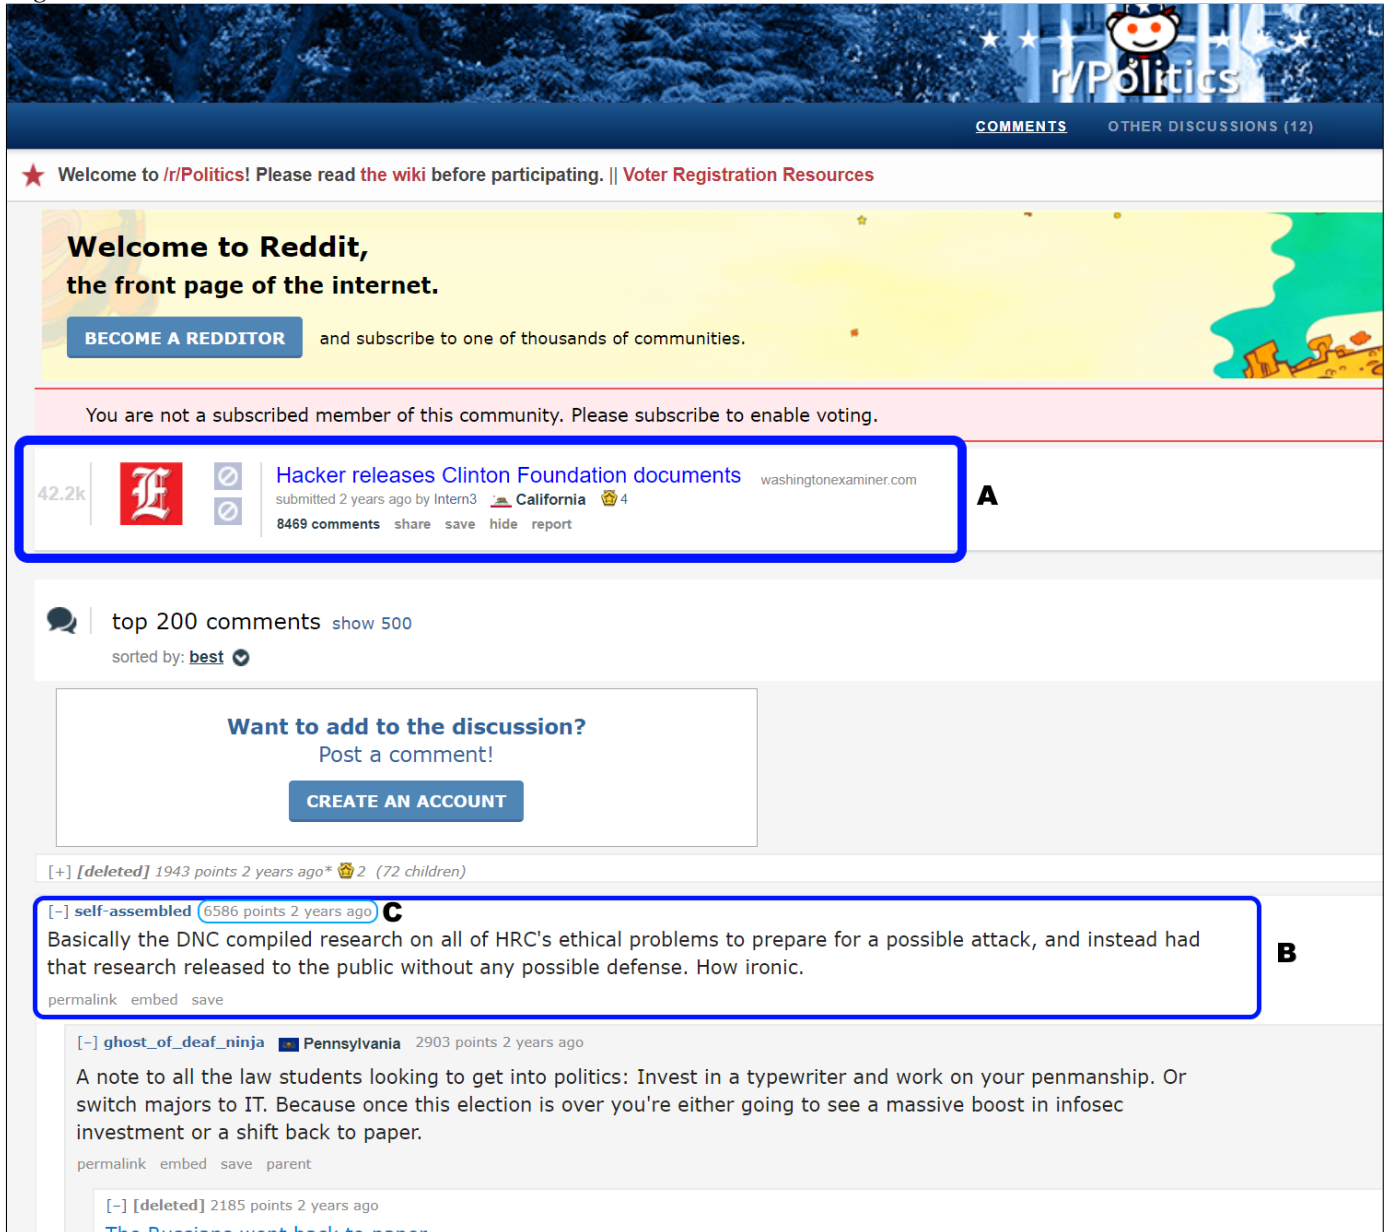 r/Politics
COMMENTS OTHER DISCUSSIONS (12)
Welcome to /r/Politics! Please read the wiki before participating. || Voter Registration Resources
Welcome to Reddit,
the front page of the internet.
BECOME A REDDITOR and subscribe to one of thousands of communities.
You are not a subscribed member of this community. Please subscribe to enable voting.
42.2k
Hacker releases Clinton Foundation documents washingtonexaminer.com
submitted 2 years ago by Intern3 California 4
8469 comments share save hide report
A
top 200 comments show 500
sorted by: best
Want to add to the discussion?
Post a comment!
CREATE AN ACCOUNT
[+] [deleted] 1943 points 2 years ago* 2 (72 children)
[–] self-assembled 6586 points 2 years ago C
Basically the DNC compiled research on all of HRC's ethical problems to prepare for a possible attack, and instead had
that research released to the public without any possible defense. How ironic.
B
permalink embed save
[–] ghost_of_deaf_ninja Pennsylvania 2903 points 2 years ago
A note to all the law students looking to get into politics: Invest in a typewriter and work on your penmanship. Or
switch majors to IT. Because once this election is over you're either going to see a massive boost in infosec
investment or a shift back to paper.
permalink embed save parent
[–] [deleted] 2185 points 2 years ago
The Russians went back to paper